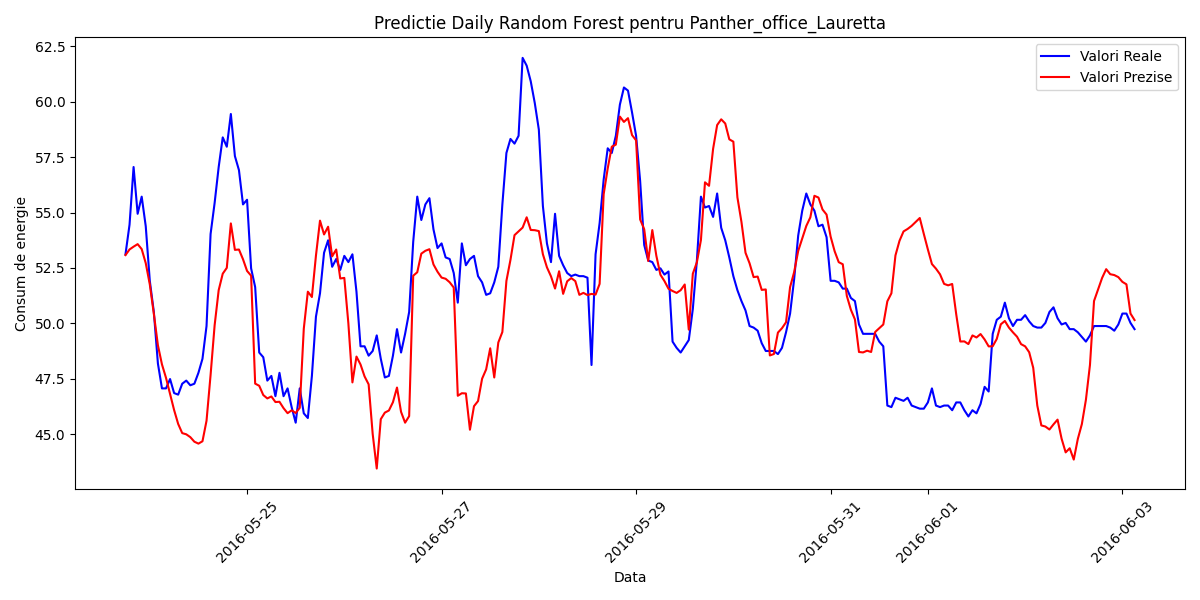 Predictie Daily Random Forest pentru Panther_office_Lauretta
Valori Reale
Valori Prezise
62.5
60.0
57.5
55.0
52.5
50.0
47.5
45.0
Consum de energie
2016-05-25
2016-05-27
2016-05-29
2016-05-31
2016-06-01
2016-06-03
Data